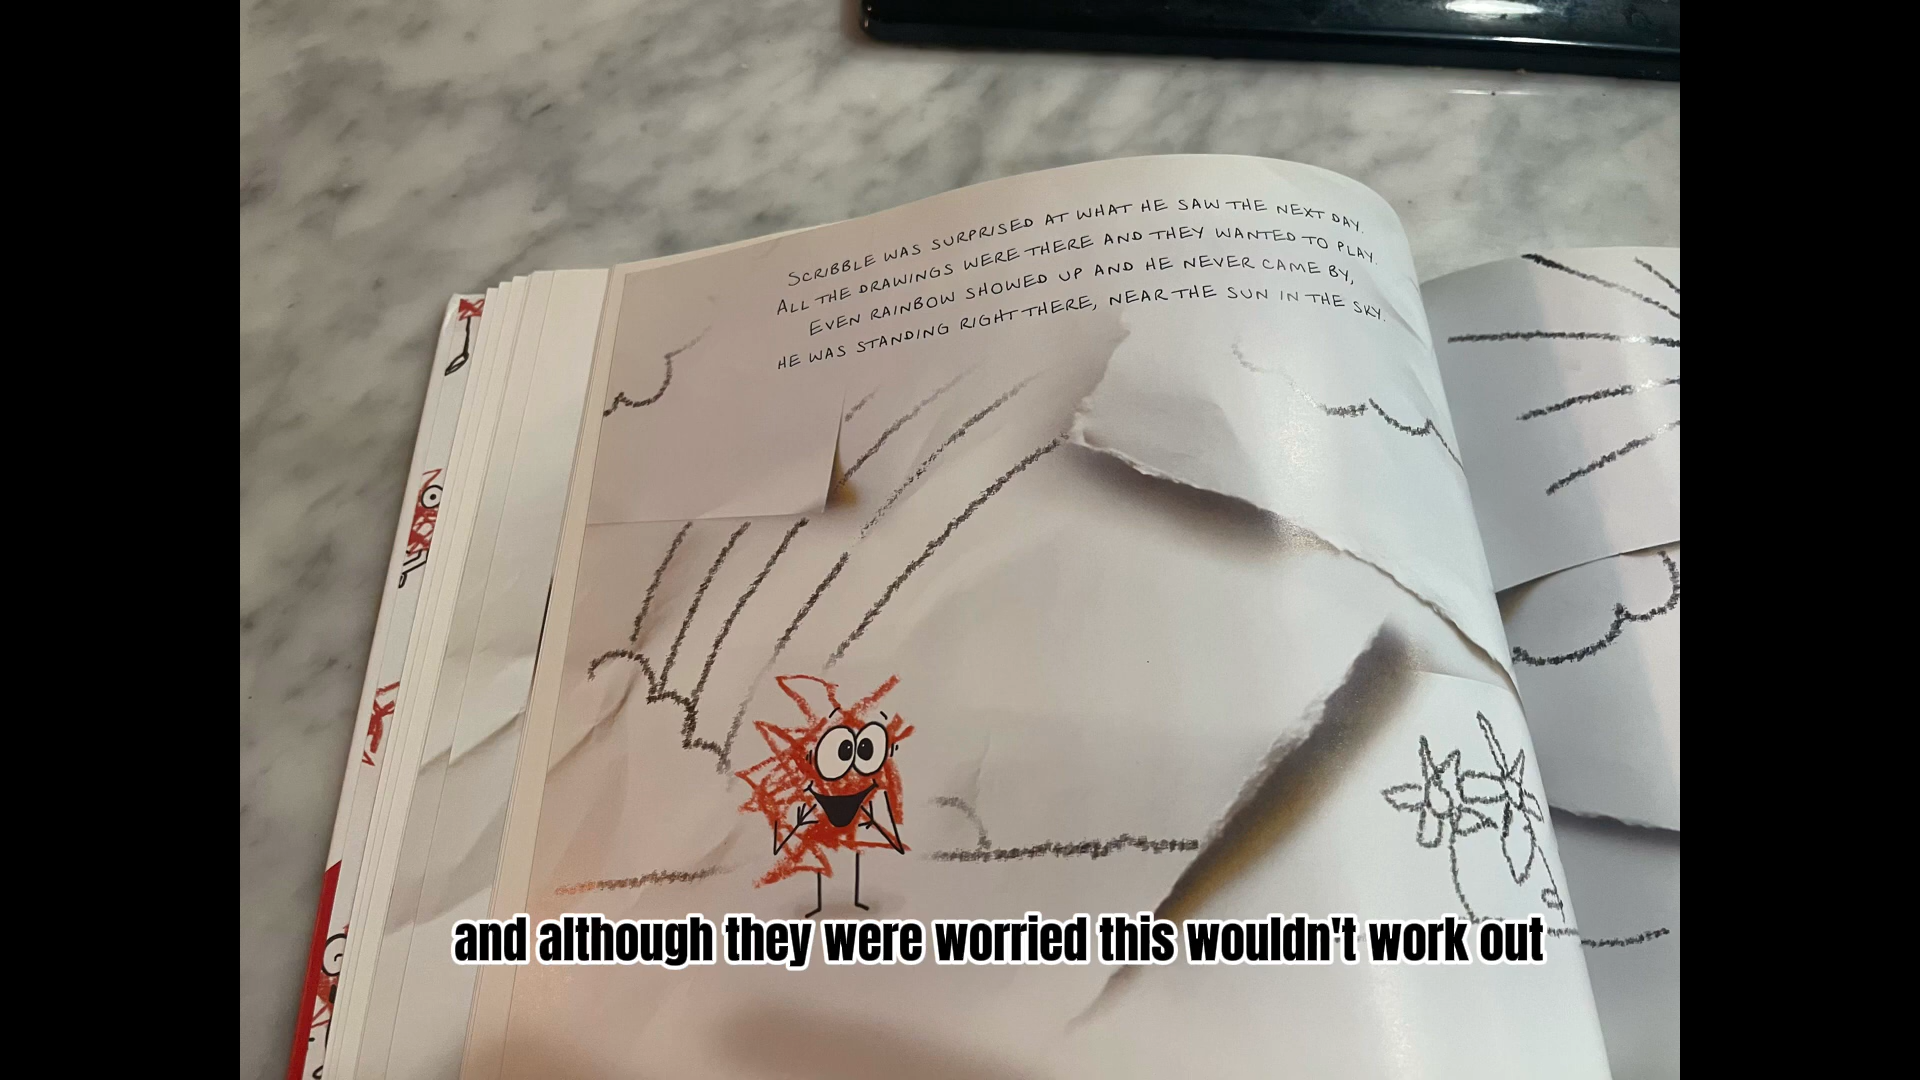 SCRIBBLE WAS SURPRISED AT WHAT HE SAW THE NEXT DAY.
ALL THE DRAWINGS WERE THERE AND THEY WANTED TO PLAY.
EVEN RAINBOW SHOWED UP AND HE NEVER CAME BY,
HE WAS STANDING RIGHT THERE, NEAR THE SUN IN THE SKY.
and although they were worried this wouldn't work out